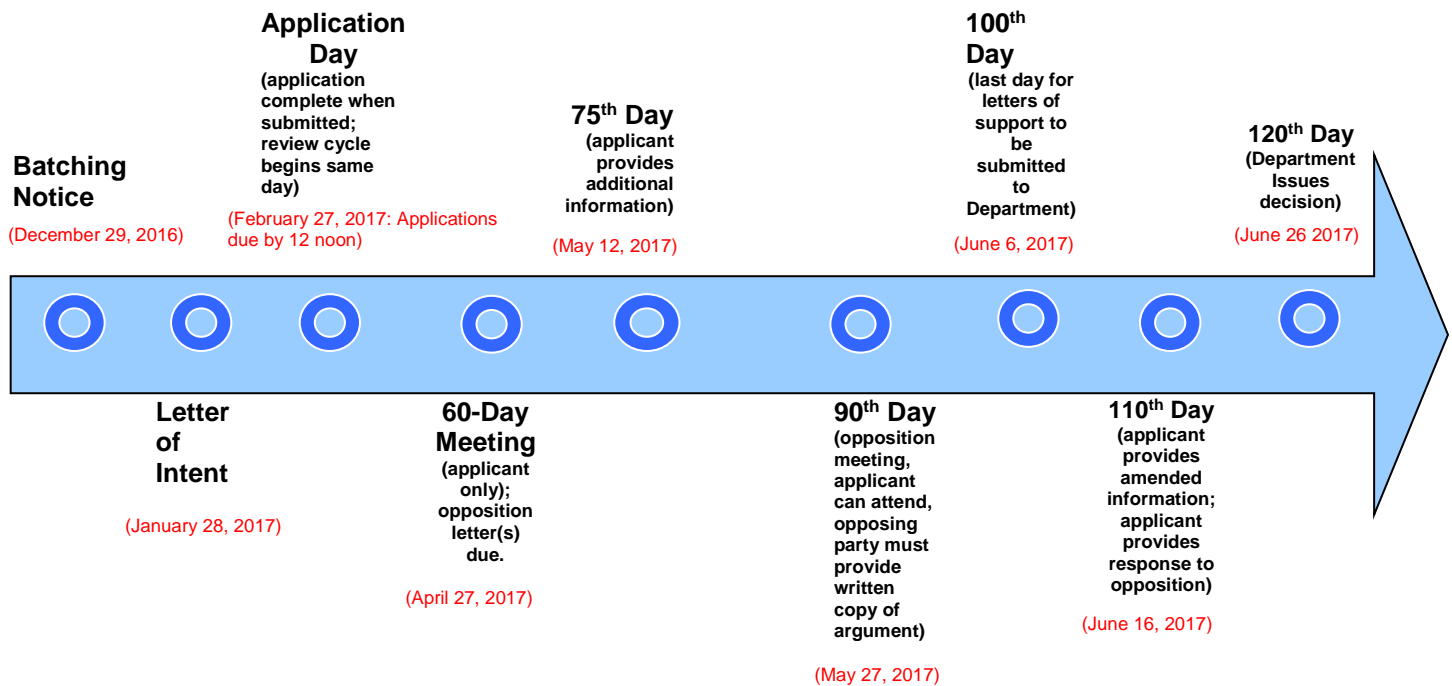 Batching
Notice
(December 29, 2016)
Letter
of
Intent
(January 28, 2017)
Application
Day
(application
complete when
submitted;
review cycle
begins same
day)
(February 27, 2017: Applications
due by 12 noon)
60-Day
Meeting
(applicant
only);
opposition
letter(s)
due.
(April 27, 2017)
75th Day
(applicant
provides
additional
information)
(May 12, 2017)
90th Day
(opposition
meeting,
applicant
can attend,
opposing
party must
provide
written
copy of
argument)
(May 27, 2017)
100th
Day
(last day for
letters of
support to
be
submitted
to
Department)
(June 6, 2017)
110th Day
(applicant
provides
amended
information;
applicant
provides
response to
opposition)
(June 16, 2017)
120th Day
(Department
Issues
decision)
(June 26 2017)